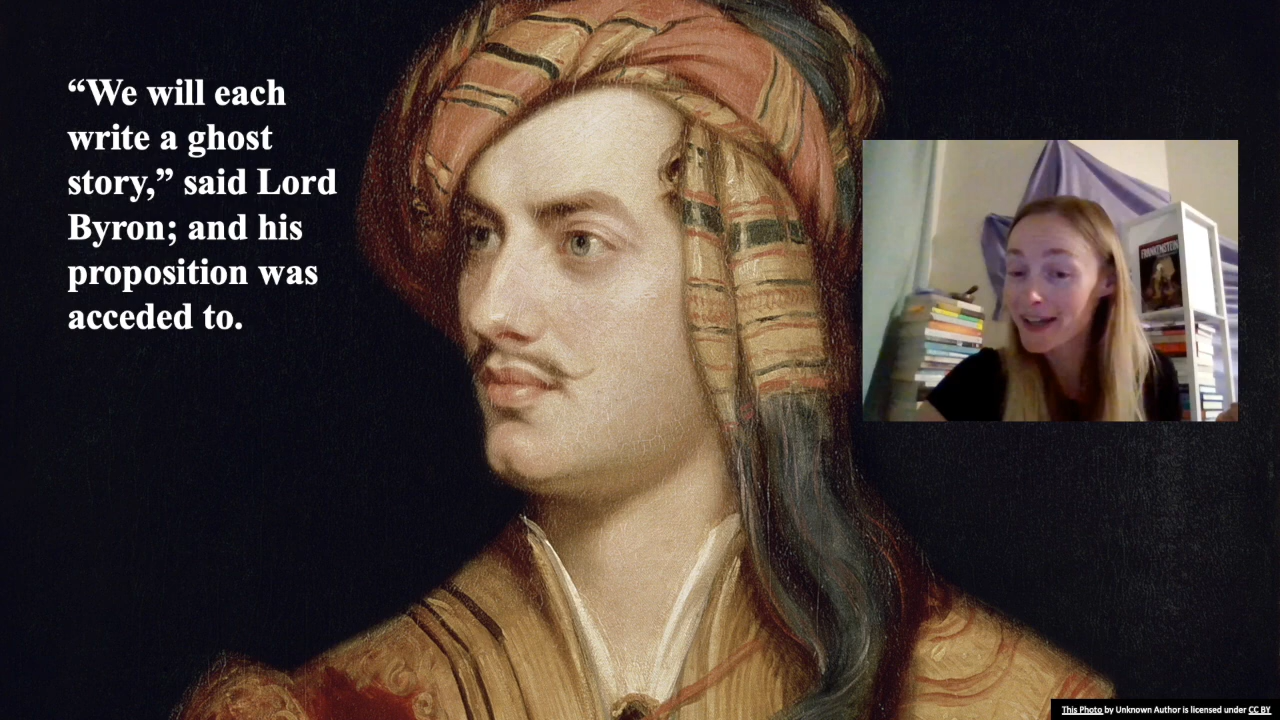 “We will each
write a ghost
story,” said Lord
Byron; and his
proposition was
acceded to.
FRANKENSTEIN
This Photo by Unknown Author is licensed under CC BY